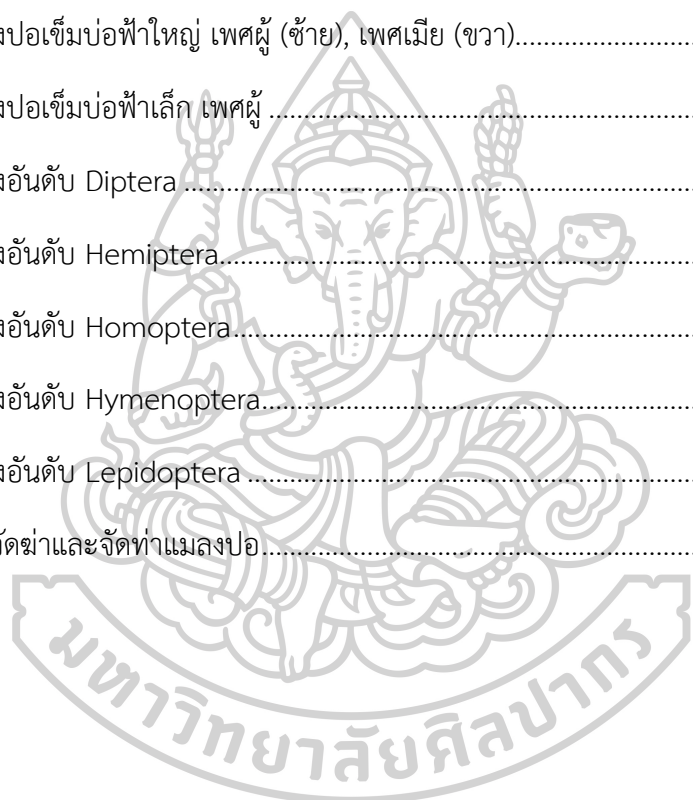 งปอเข็มบ่อฟ้าใหญ่ เพศผู้ (ซ้าย), เพศเมีย (ขวา)..........................
งปอเข็มบ่อฟ้าเล็ก เพศผู้ ..............................................................
งอันดับ Diptera ..........................................................................
งอันดับ Hemiptera.....................................................................
งอันดับ Homoptera...................................................................
งอันดับ Hymenoptera...............................................................
งอันดับ Lepidoptera .................................................................
จัดฆ่าและจัดท่าแมลงปอ...............................................................
มหาวิทยาลัยศิลปากร